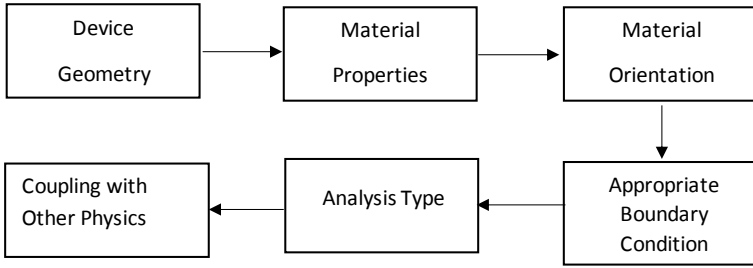 Device
Geometry
Material
Properties
Material
Orientation
Coupling with
Other Physics
Analysis Type
Appropriate
Boundary
Condition